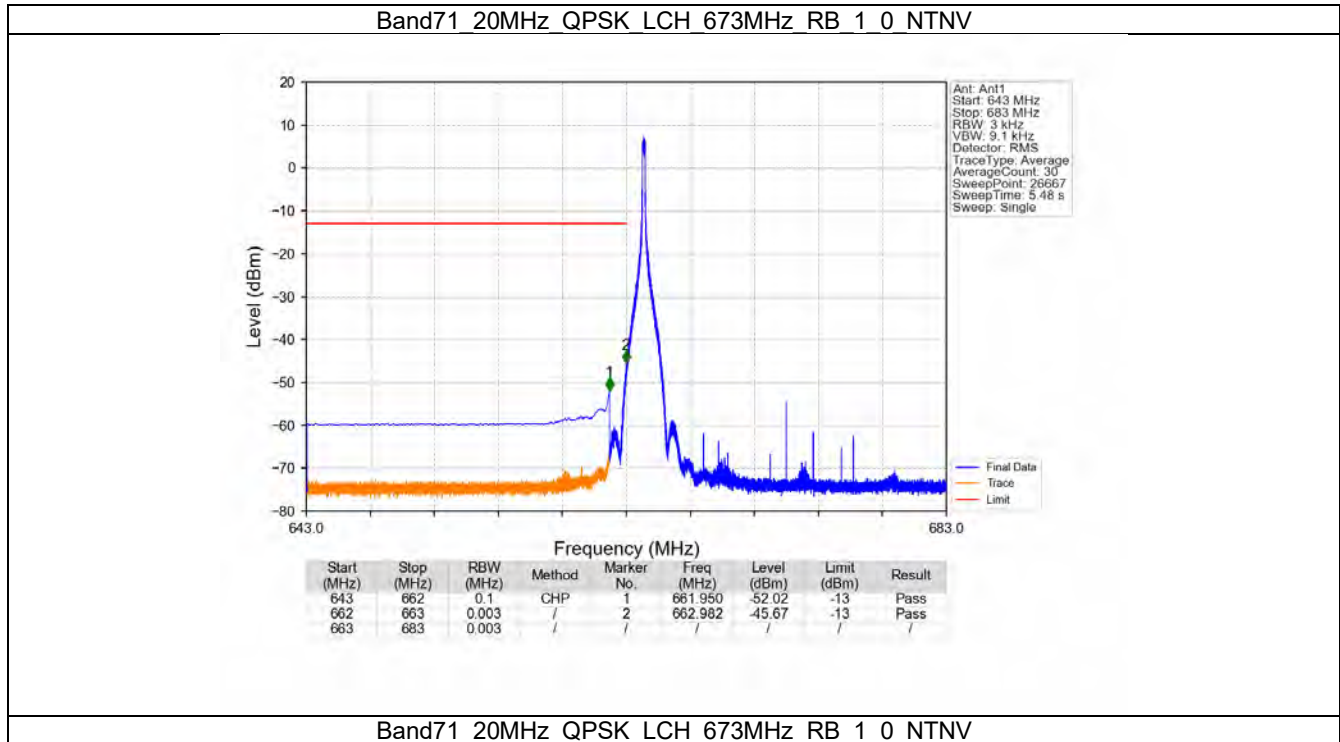 Band71_20MHz_QPSK_LCH_673MHz_RB_1_0_NTNV
Ant: Ant1
Start: 643 MHz
Stop: 683 MHz
RBW: 3 kHz
VBW: 9.1 kHz
Detector: RMS
TraceType: Average
AverageCount: 30
SweepPoint: 26667
SweepTime: 5.48 s
Sweep: Single
20
10
0
−10
−20
−30
−40
−50
−60
−70
−80
Level (dBm)
1
2
Final Data
Trace
Limit
643.0 683.0
Frequency (MHz)
Start (MHz) Stop (MHz) RBW (MHz) Method Marker No. Freq (MHz) Level (dBm) Limit (dBm) Result
643 662 0.1 CHP 1 661.950 -52.02 -13 Pass
662 663 0.003 / 2 662.982 -45.67 -13 Pass
663 683 0.003 / / / / / /
Band71_20MHz_QPSK_LCH_673MHz_RB_1_0_NTNV